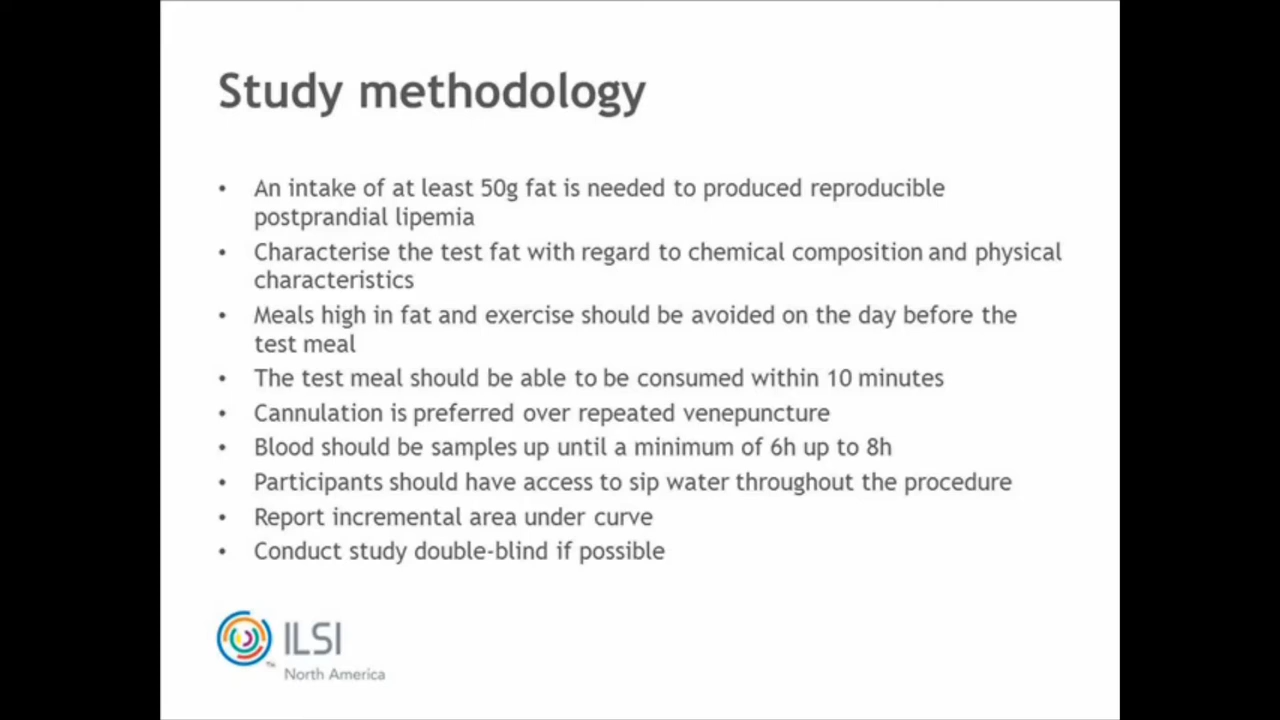 Study methodology
• An intake of at least 50g fat is needed to produced reproducible
postprandial lipemia
• Characterise the test fat with regard to chemical composition and physical
characteristics
• Meals high in fat and exercise should be avoided on the day before the
test meal
• The test meal should be able to be consumed within 10 minutes
• Cannulation is preferred over repeated venepuncture
• Blood should be samples up until a minimum of 6h up to 8h
• Participants should have access to sip water throughout the procedure
• Report incremental area under curve
• Conduct study double-blind if possible
ILSI
North America